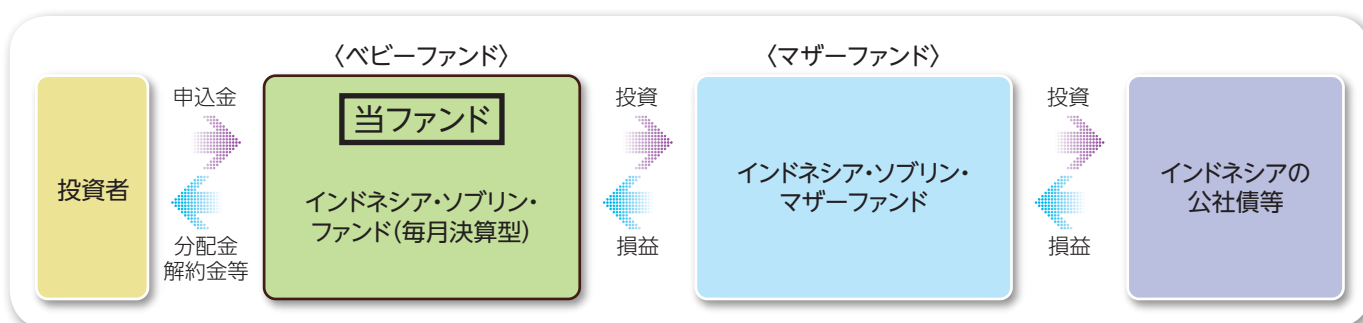 〈ベビーファンド〉
〈マザーファンド〉
投資者
申込金
分配金
解約金等
当ファンド
インドネシア・ソブリン・
ファンド(毎月決算型)
投資
損益
インドネシア・ソブリン・
マザーファンド
投資
損益
インドネシアの
公社債等